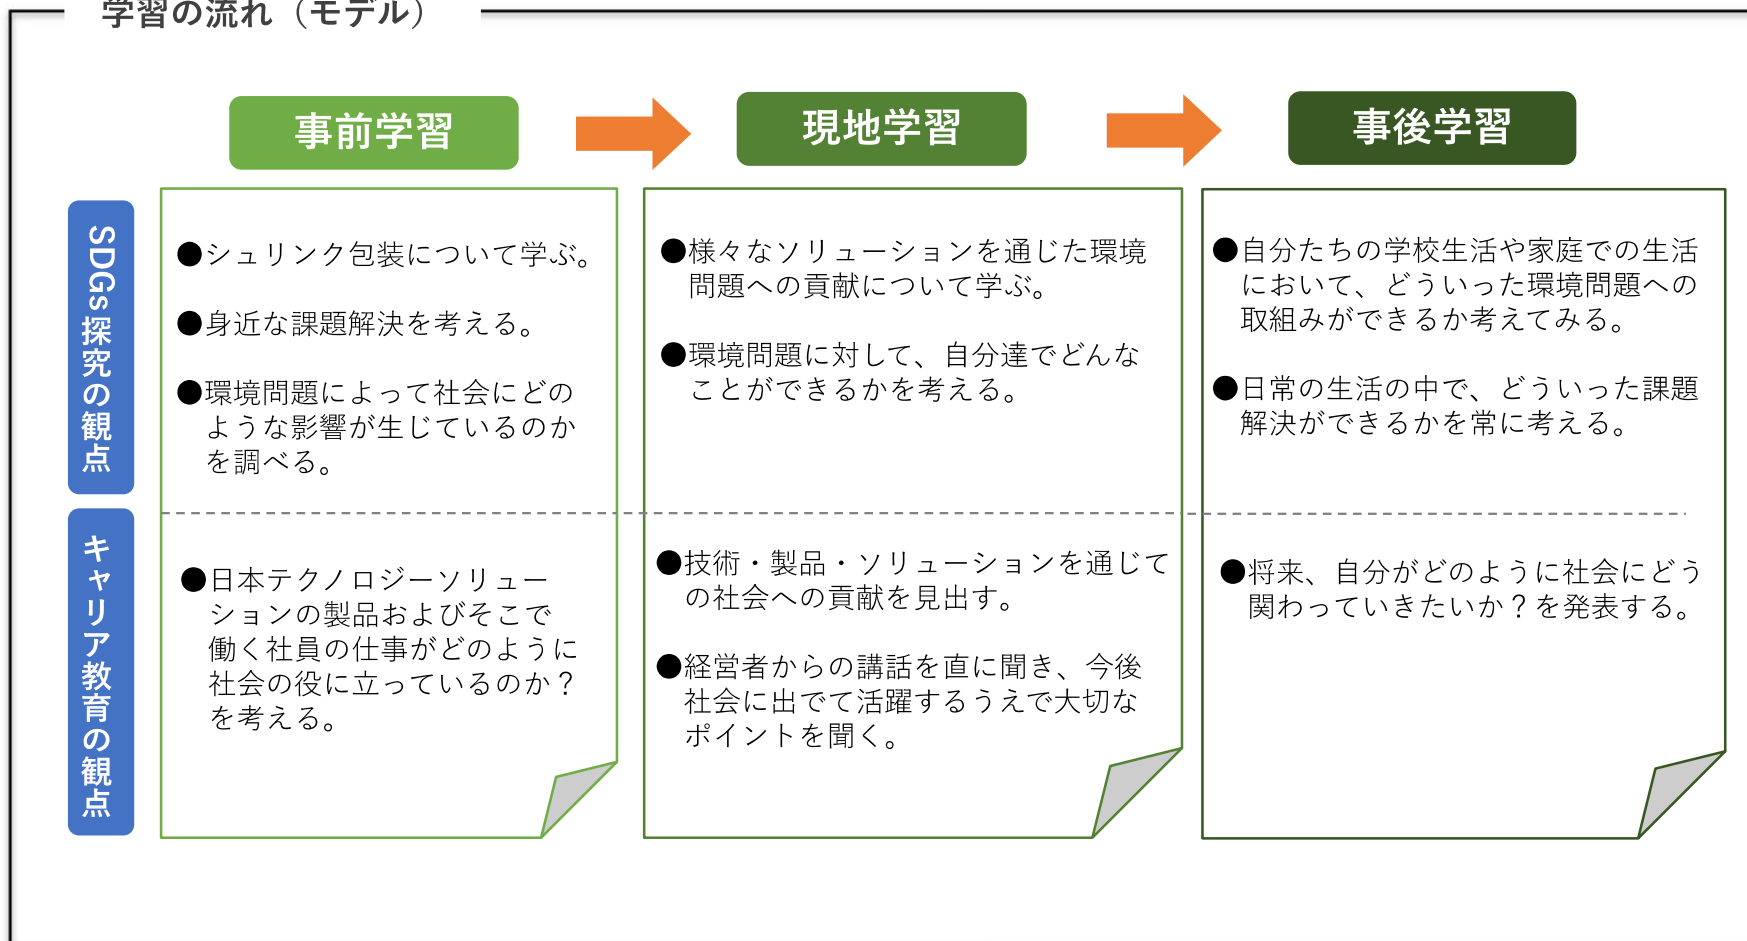 学習の流れ（モデル）
事前学習
現地学習
事後学習
SDGs探究の観点
●シュリンク包装について学ぶ。
●身近な課題解決を考える。
●環境問題によって社会にどの
ような影響が生じているのか
を調べる。
●様々なソリューションを通じた環境
問題への貢献について学ぶ。
●環境問題に対して、自分達でどんな
ことができるかを考える。
●自分たちの学校生活や家庭での生活
において、どういった環境問題への
取組みができるか考えてみる。
●日常の生活の中で、どういった課題
解決ができるかを常に考える。
キャリア教育の観点
●日本テクノロジーソリュー
ションの製品およびそこで
働く社員の仕事がどのように
社会の役に立っているのか？
を考える。
●技術・製品・ソリューションを通じて
の社会への貢献を見出す。
●経営者からの講話を直に聞き、今後
社会に出でて活躍するうえで大切な
ポイントを聞く。
●将来、自分がどのように社会にどう
関わっていきたいか？を発表する。